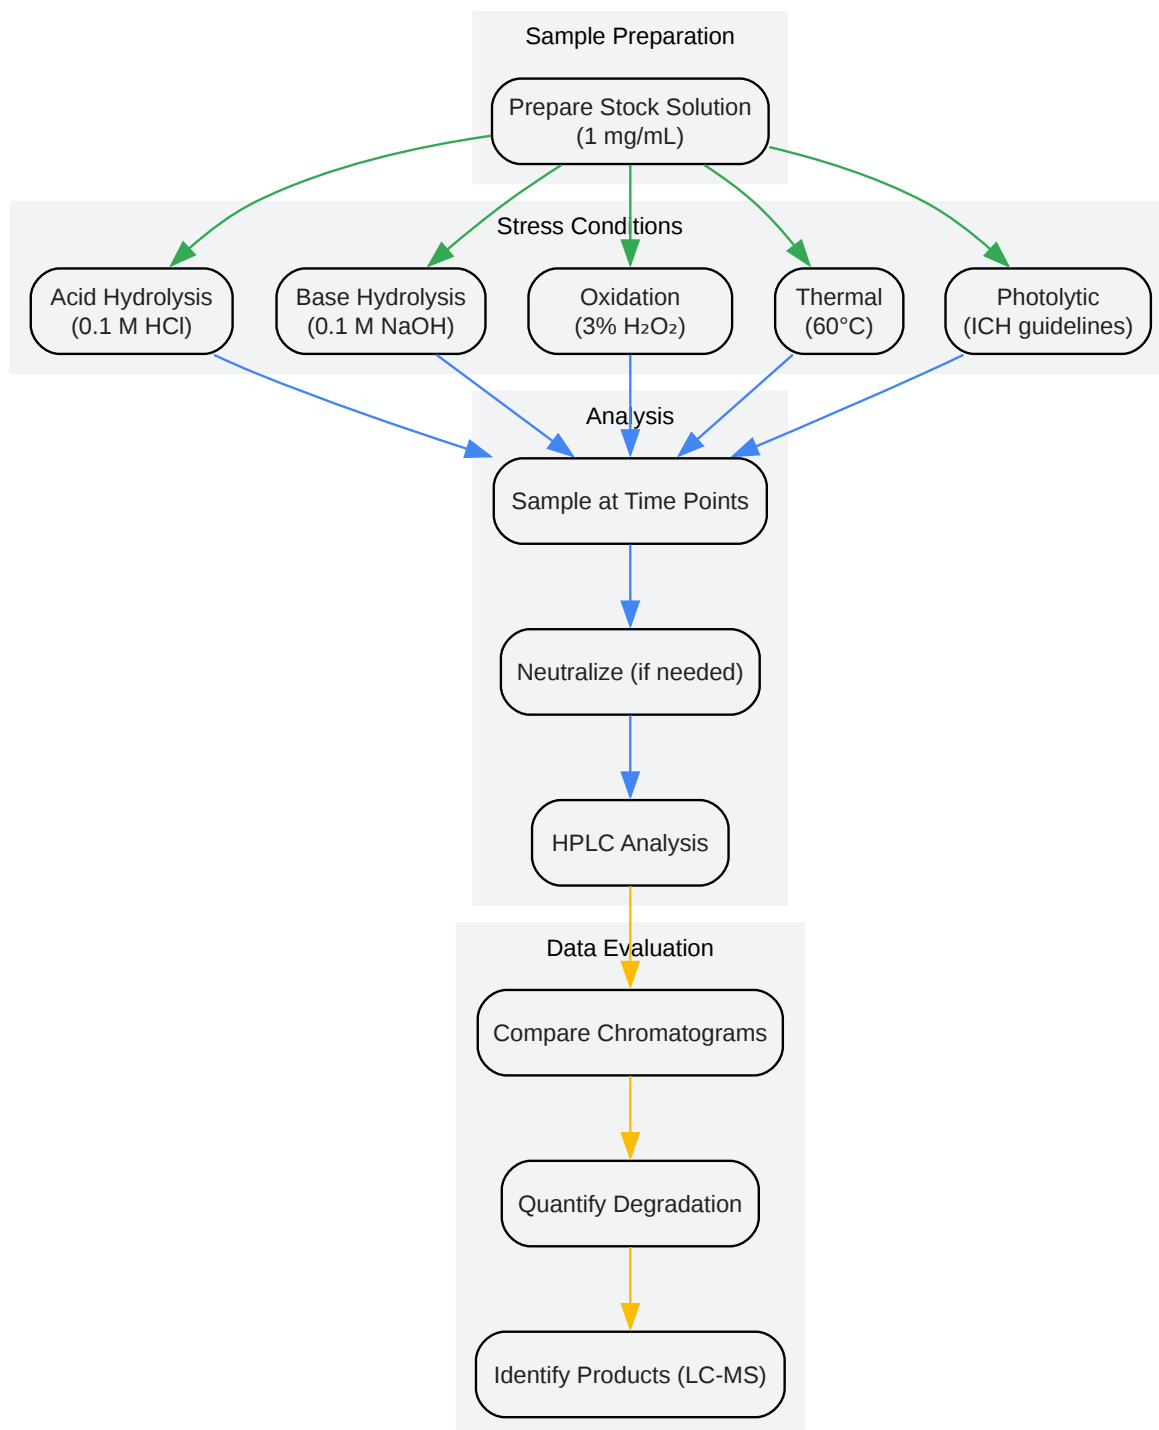 Sample Preparation
Prepare Stock Solution
(1 mg/mL)
Stress Conditions
Acid Hydrolysis
(0.1 M HCl)
Base Hydrolysis
(0.1 M NaOH)
Oxidation
(3% H₂O₂)
Thermal
(60°C)
Photolytic
(ICH guidelines)
Analysis
Sample at Time Points
Neutralize (if needed)
HPLC Analysis
Data Evaluation
Compare Chromatograms
Quantify Degradation
Identify Products (LC-MS)